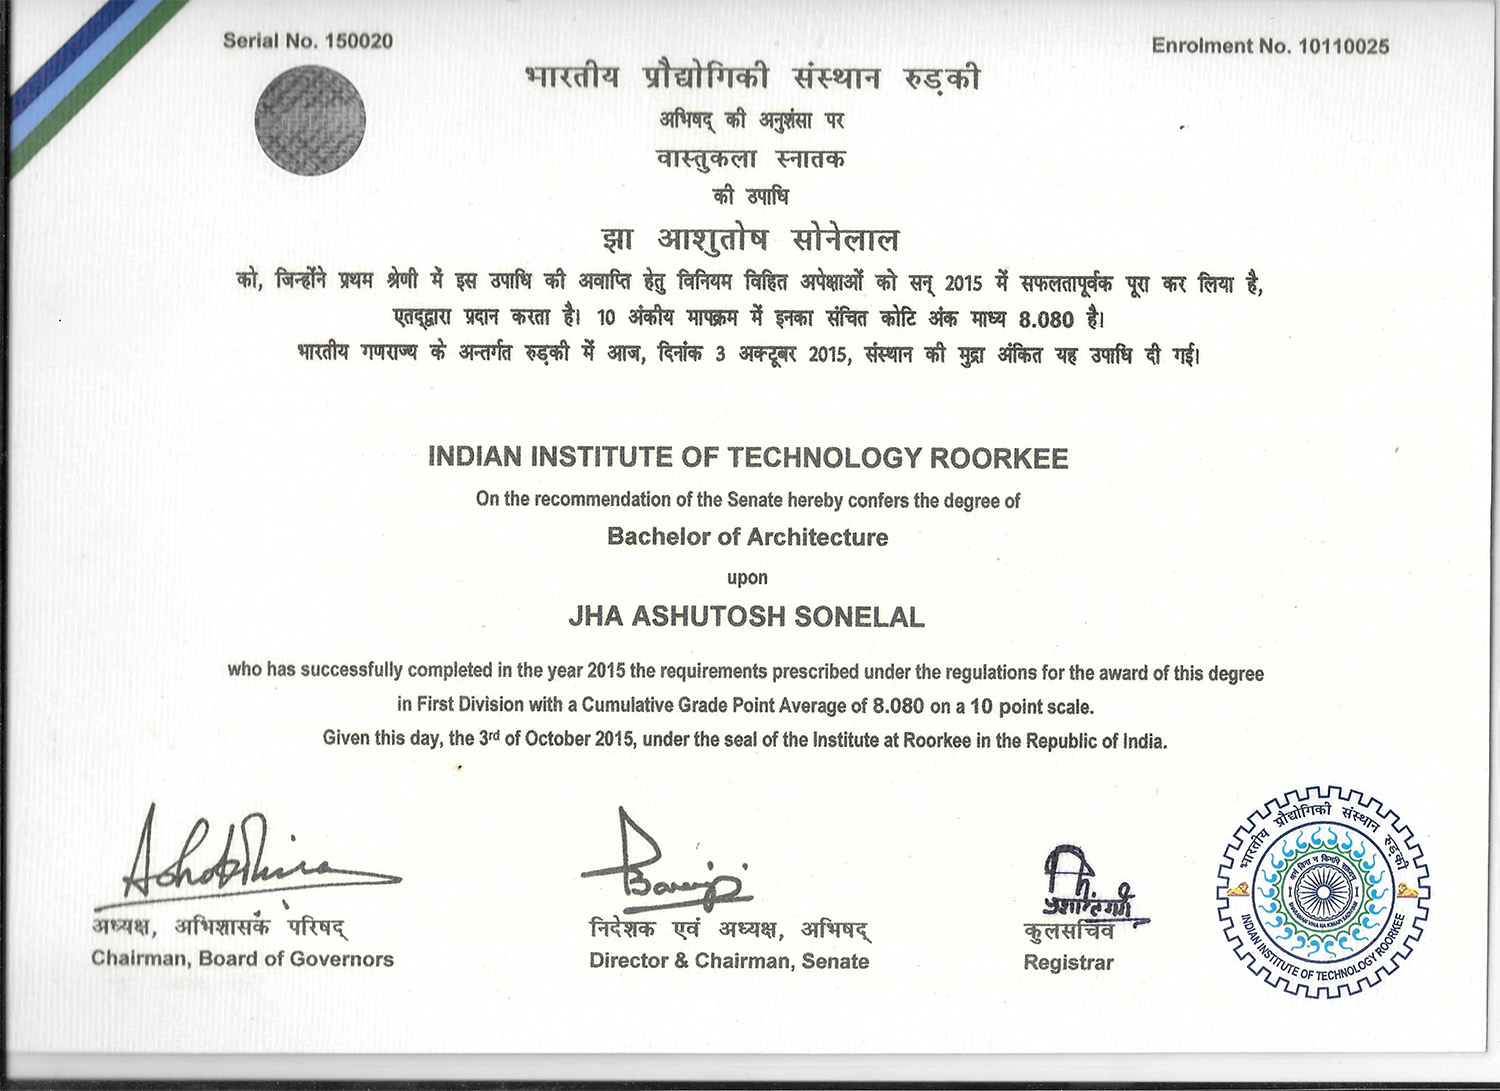 Serial No. 150020
Enrolment No. 10110025
भारतीय प्रौद्योगिकी संस्थान रुड़की
अभिषद् की अनुशंसा पर
वास्तुकला स्नातक
की उपाधि
झा आशुतोष सोनेलाल
को, जिन्होंने प्रथम श्रेणी में इस उपाधि की अवाप्ति हेतु विनियम विहित अपेक्षाओं को सन् 2015 में सफलतापूर्वक पूरा कर लिया है,
एतद्द्वारा प्रदान करता है। 10 अंकीय मापक्रम में इनका संचित कोटि अंक माध्य 8.080 है।
भारतीय गणराज्य के अन्तर्गत रुड़की में आज, दिनांक 3 अक्टूबर 2015, संस्थान की मुद्रा अंकित यह उपाधि दी गई।
INDIAN INSTITUTE OF TECHNOLOGY ROORKEE
On the recommendation of the Senate hereby confers the degree of
Bachelor of Architecture
upon
JHA ASHUTOSH SONELAL
who has successfully completed in the year 2015 the requirements prescribed under the regulations for the award of this degree
in First Division with a Cumulative Grade Point Average of 8.080 on a 10 point scale.
Given this day, the 3rd of October 2015, under the seal of the Institute at Roorkee in the Republic of India.
अध्यक्ष, अभिशासक परिषद्
Chairman, Board of Governors
निदेशक एवं अध्यक्ष, अभिषद्
Director & Chairman, Senate
कुलसचिव
Registrar
भारतीय प्रौद्योगिकी संस्थान रुड़की
INDIAN INSTITUTE OF TECHNOLOGY ROORKEE